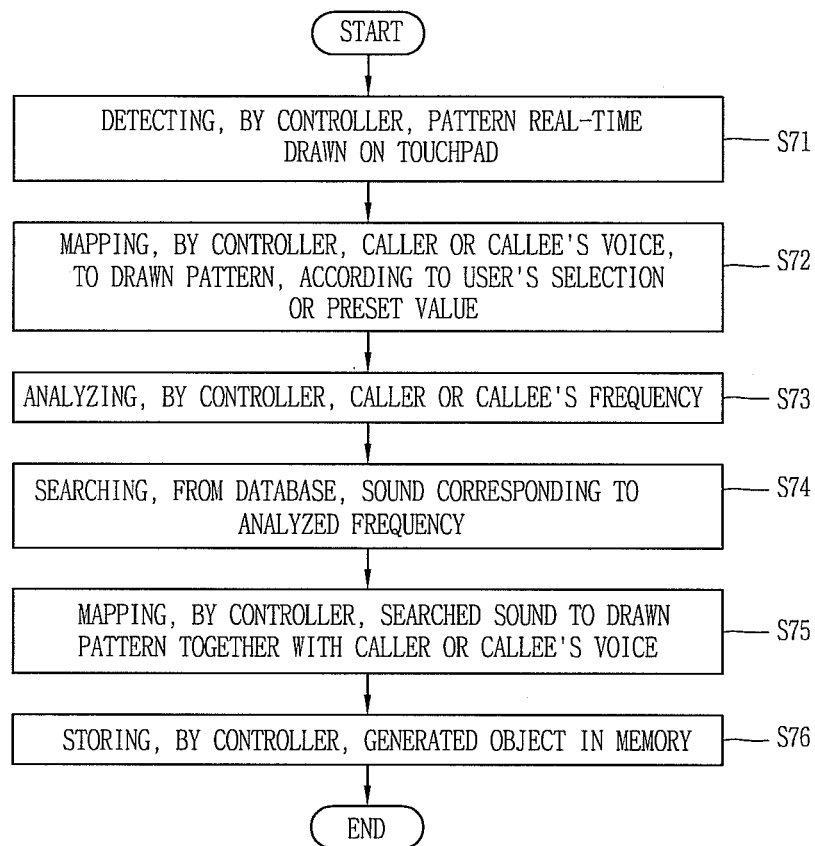 START
DETECTING, BY CONTROLLER, PATTERN REAL-TIME
DRAWN ON TOUCHPAD
S71
MAPPING, BY CONTROLLER, CALLER OR CALLEE'S VOICE,
TO DRAWN PATTERN, ACCORDING TO USER'S SELECTION
OR PRESET VALUE
S72
ANALYZING, BY CONTROLLER, CALLER OR CALLEE'S FREQUENCY
S73
SEARCHING, FROM DATABASE, SOUND CORRESPONDING TO
ANALYZED FREQUENCY
S74
MAPPING, BY CONTROLLER, SEARCHED SOUND TO DRAWN
PATTERN TOGETHER WITH CALLER OR CALLEE'S VOICE
S75
STORING, BY CONTROLLER, GENERATED OBJECT IN MEMORY
S76
END